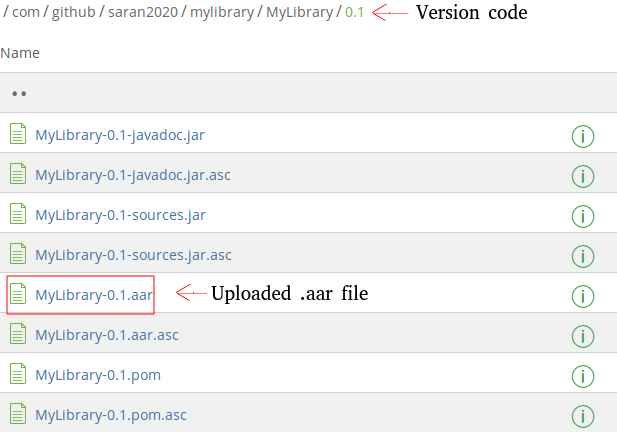 / com / github / saran2020 / mylibrary / MyLibrary / 0.1 Version code
Name
••
MyLibrary-0.1-javadoc.jar
MyLibrary-0.1-javadoc.jar.asc
MyLibrary-0.1-sources.jar
MyLibrary-0.1-sources.jar.asc
MyLibrary-0.1.aar Uploaded .aar file
MyLibrary-0.1.aar.asc
MyLibrary-0.1.pom
MyLibrary-0.1.pom.asc